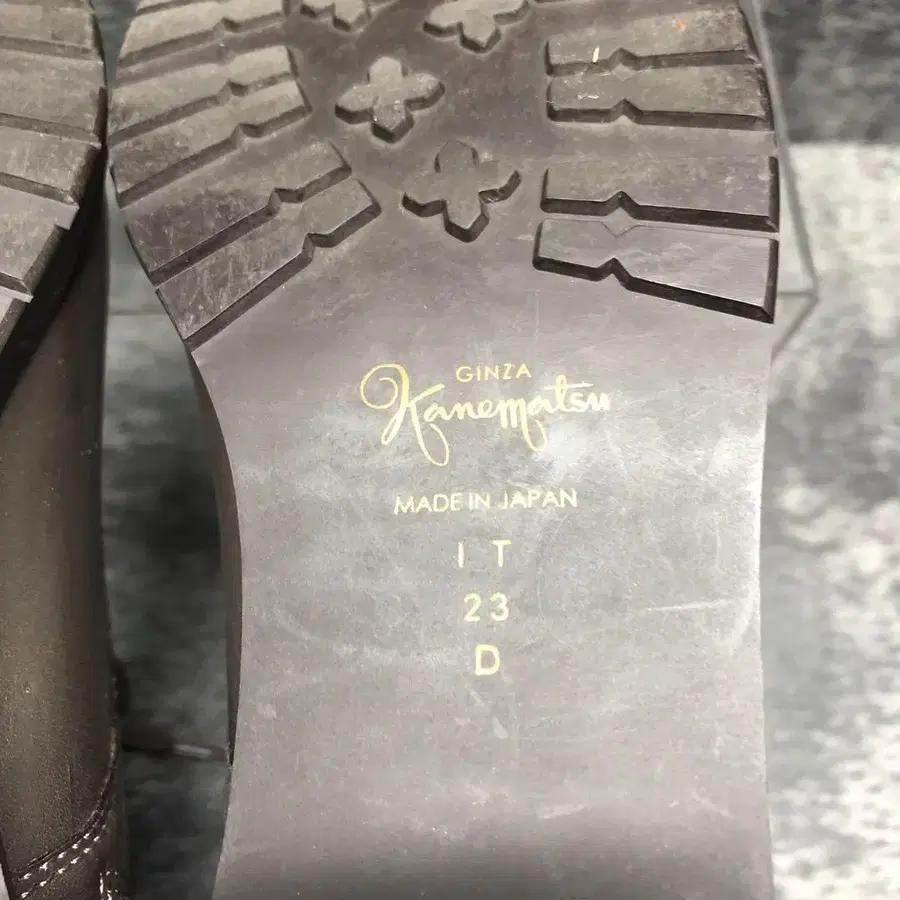 GINZA
Kanematsu
MADE IN JAPAN
I T
23
D